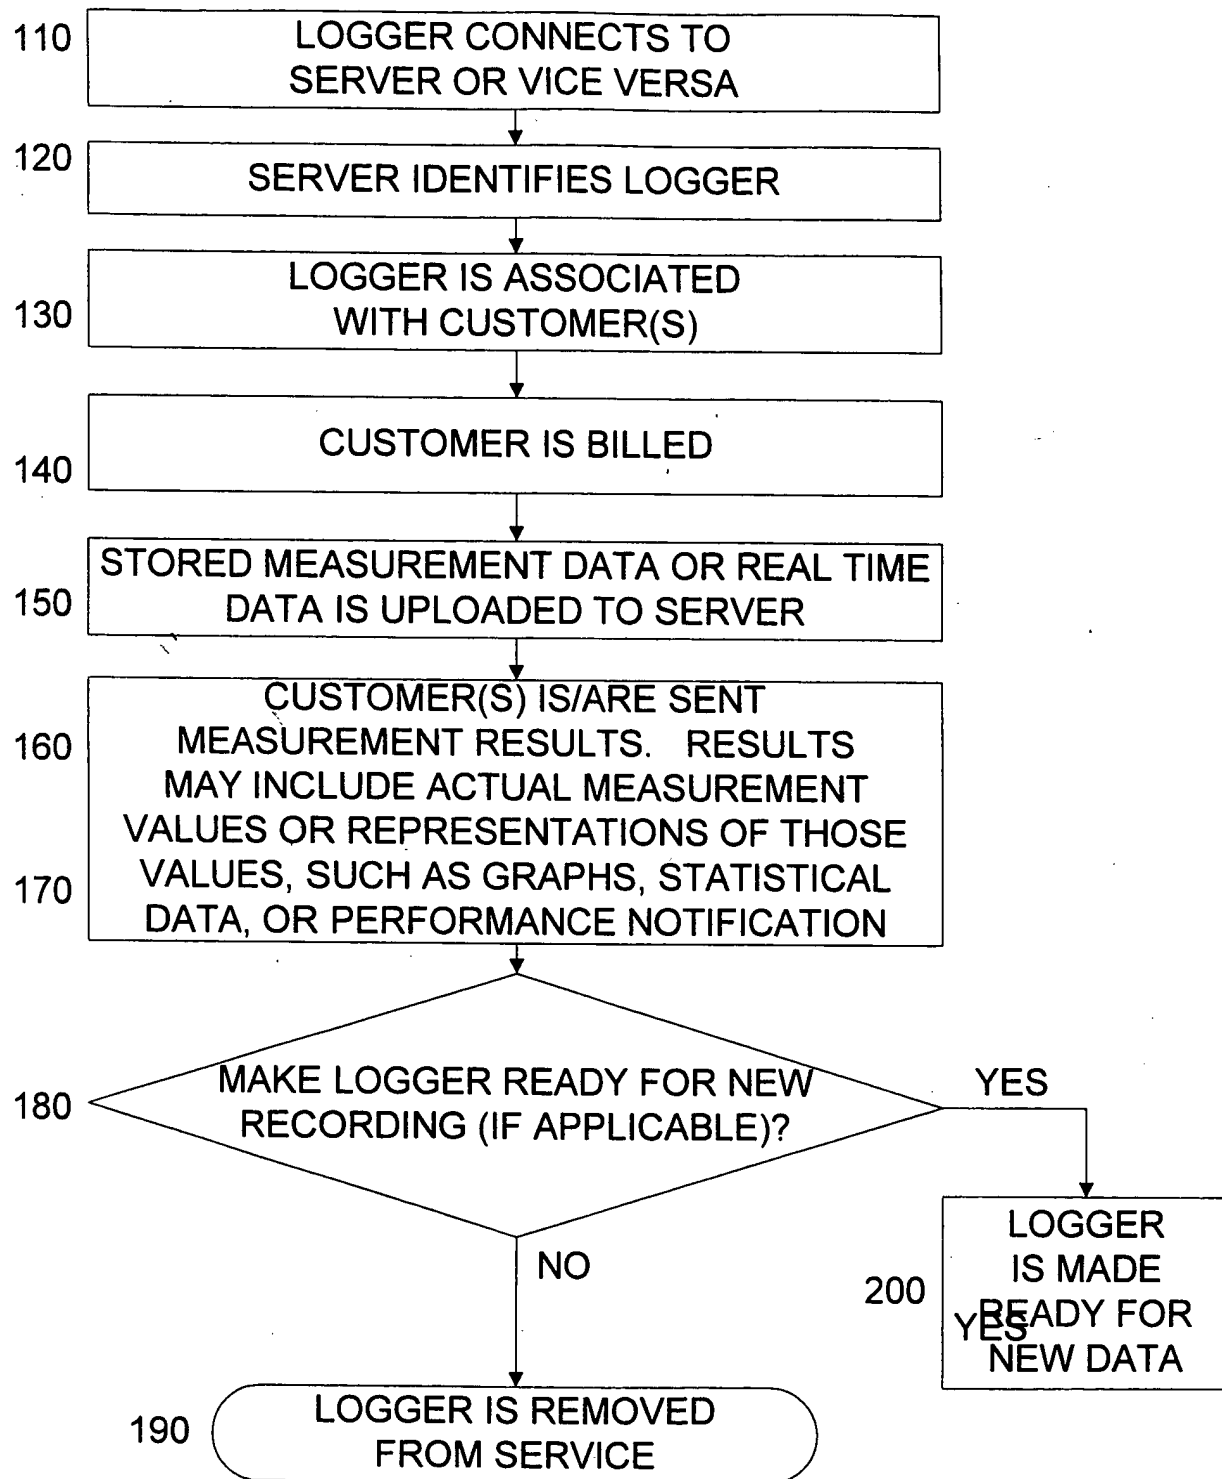 110
LOGGER CONNECTS TO
SERVER OR VICE VERSA
120
SERVER IDENTIFIES LOGGER
LOGGER IS ASSOCIATED
130
WITH CUSTOMER(S)
CUSTOMER IS BILLED
140
STORED MEASUREMENT DATA OR REAL TIME
150
DATA IS UPLOADED TO SERVER
CUSTOMER(S) IS/ARE SENT
160
MEASUREMENT RESULTS. RESULTS
MAY INCLUDE ACTUAL MEASUREMENT
VALUES OR REPRESENTATIONS OF THOSE
170
VALUES, SUCH AS GRAPHS, STATISTICAL
DATA, OR PERFORMANCE NOTIFICATION
180
MAKE LOGGER READY FOR NEW
RECORDING (IF APPLICABLE)?
YES
NO
200
LOGGER
IS MADE
READY FOR
YES
NEW DATA
190
LOGGER IS REMOVED
FROM SERVICE